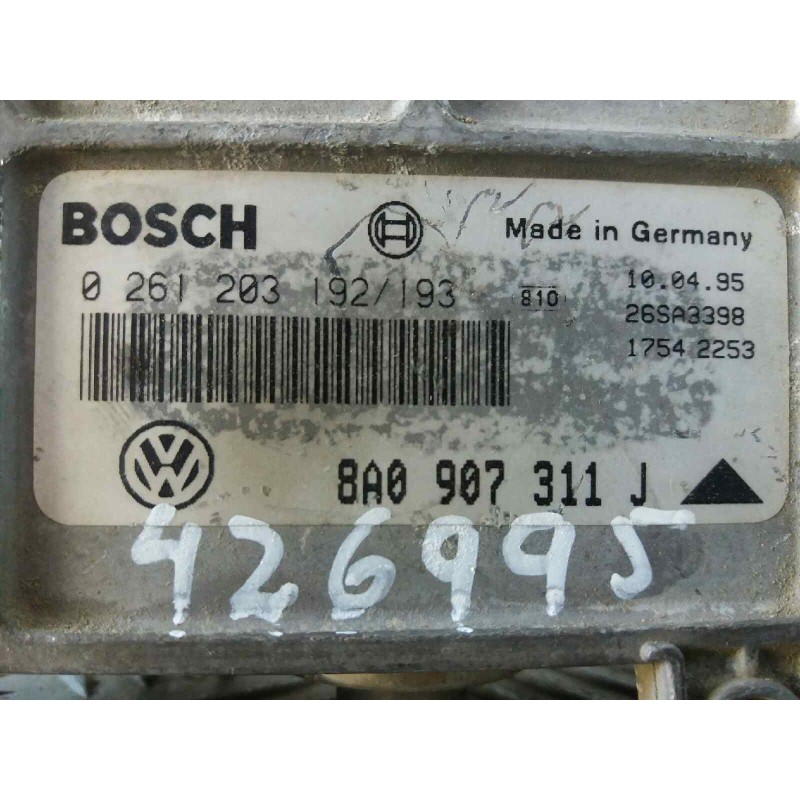 BOSCH
Made in Germany
0 261 203 192/193
810
10.04.95
26SA3398
1754 2253
VW
8A0 907 311 J
426995